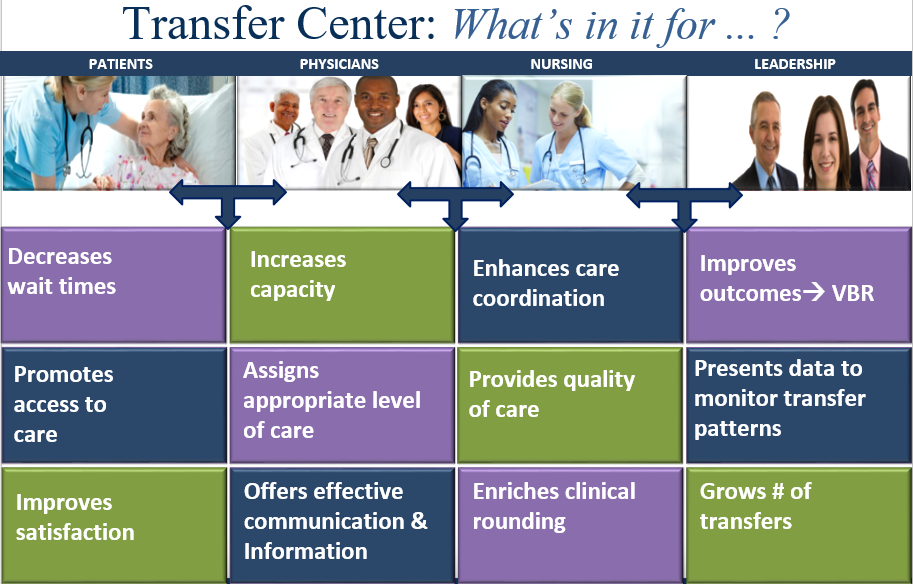 Transfer Center: What's in it for ... ?
PATIENTS PHYSICIANS NURSING LEADERSHIP
Decreases
wait times
Increases
capacity
Enhances care
coordination
Improves
outcomes→ VBR
Promotes
access to
care
Assigns
appropriate level
of care
Provides quality
of care
Presents data to
monitor transfer
patterns
Improves
satisfaction
Offers effective
communication &
Information
Enriches clinical
rounding
Grows # of
transfers